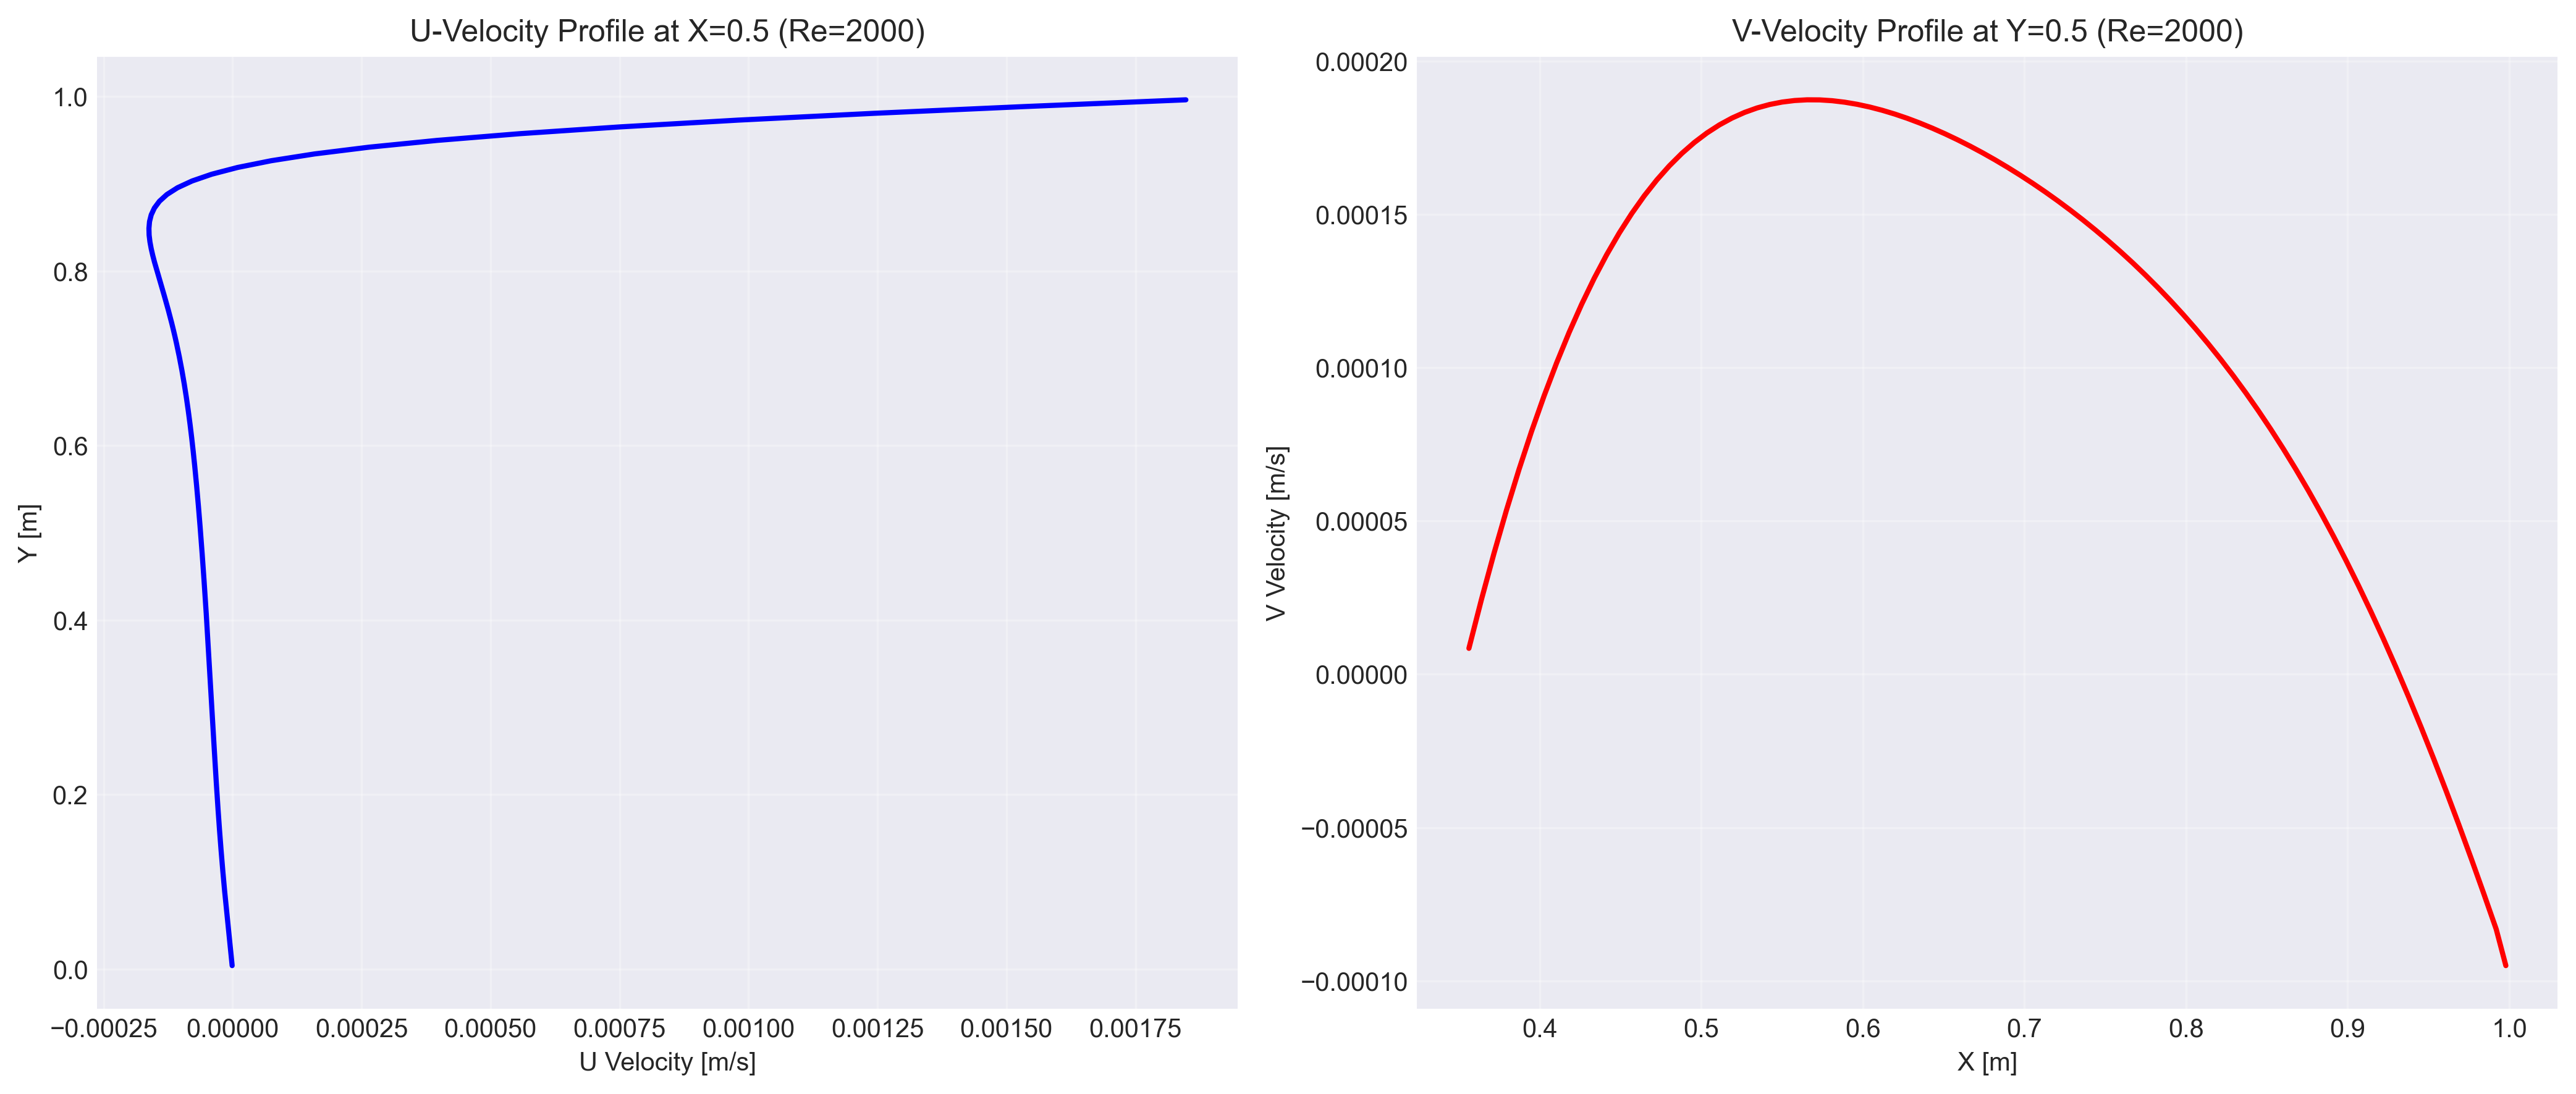 U-Velocity Profile at X=0.5 (Re=2000)
Y [m]
1.0
0.8
0.6
0.4
0.2
0.0
−0.00025 0.00000 0.00025 0.00050 0.00075 0.00100 0.00125 0.00150 0.00175
U Velocity [m/s]
V-Velocity Profile at Y=0.5 (Re=2000)
V Velocity [m/s]
0.00020
0.00015
0.00010
0.00005
0.00000
−0.00005
−0.00010
0.4 0.5 0.6 0.7 0.8 0.9 1.0
X [m]